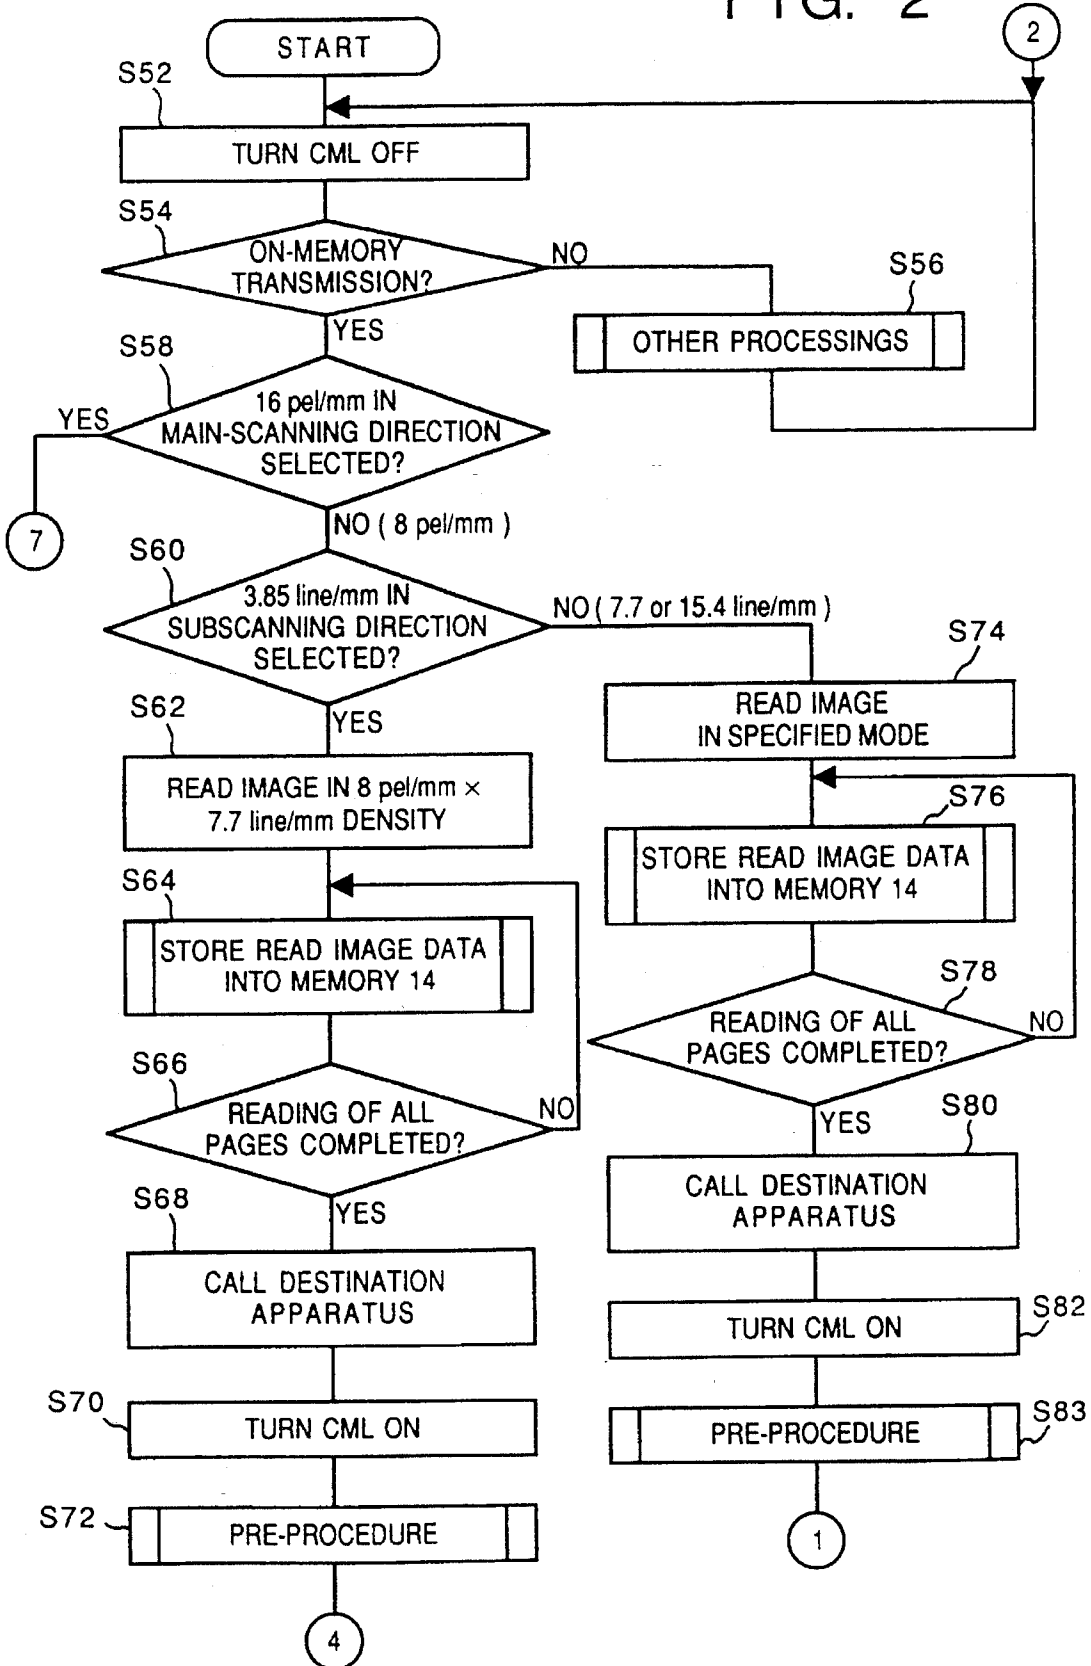 FIG. 2
2
START
S52
TURN CML OFF
S54
ON-MEMORY
TRANSMISSION?
NO
YES
S56
OTHER PROCESSINGS
S58
16 pel/mm IN
MAIN-SCANNING DIRECTION
SELECTED?
YES
7
NO ( 8 pel/mm )
S60
3.85 line/mm IN
SUBSCANNING DIRECTION
SELECTED?
NO ( 7.7 or 15.4 line/mm )
YES
S62
READ IMAGE IN 8 pel/mm ×
7.7 line/mm DENSITY
S64
STORE READ IMAGE DATA
INTO MEMORY 14
S66
READING OF ALL
PAGES COMPLETED?
NO
YES
S68
CALL DESTINATION
APPARATUS
S70
TURN CML ON
S72
PRE-PROCEDURE
4
S74
READ IMAGE
IN SPECIFIED MODE
S76
STORE READ IMAGE DATA
INTO MEMORY 14
S78
READING OF ALL
PAGES COMPLETED?
NO
YES
S80
CALL DESTINATION
APPARATUS
S82
TURN CML ON
S83
PRE-PROCEDURE
1